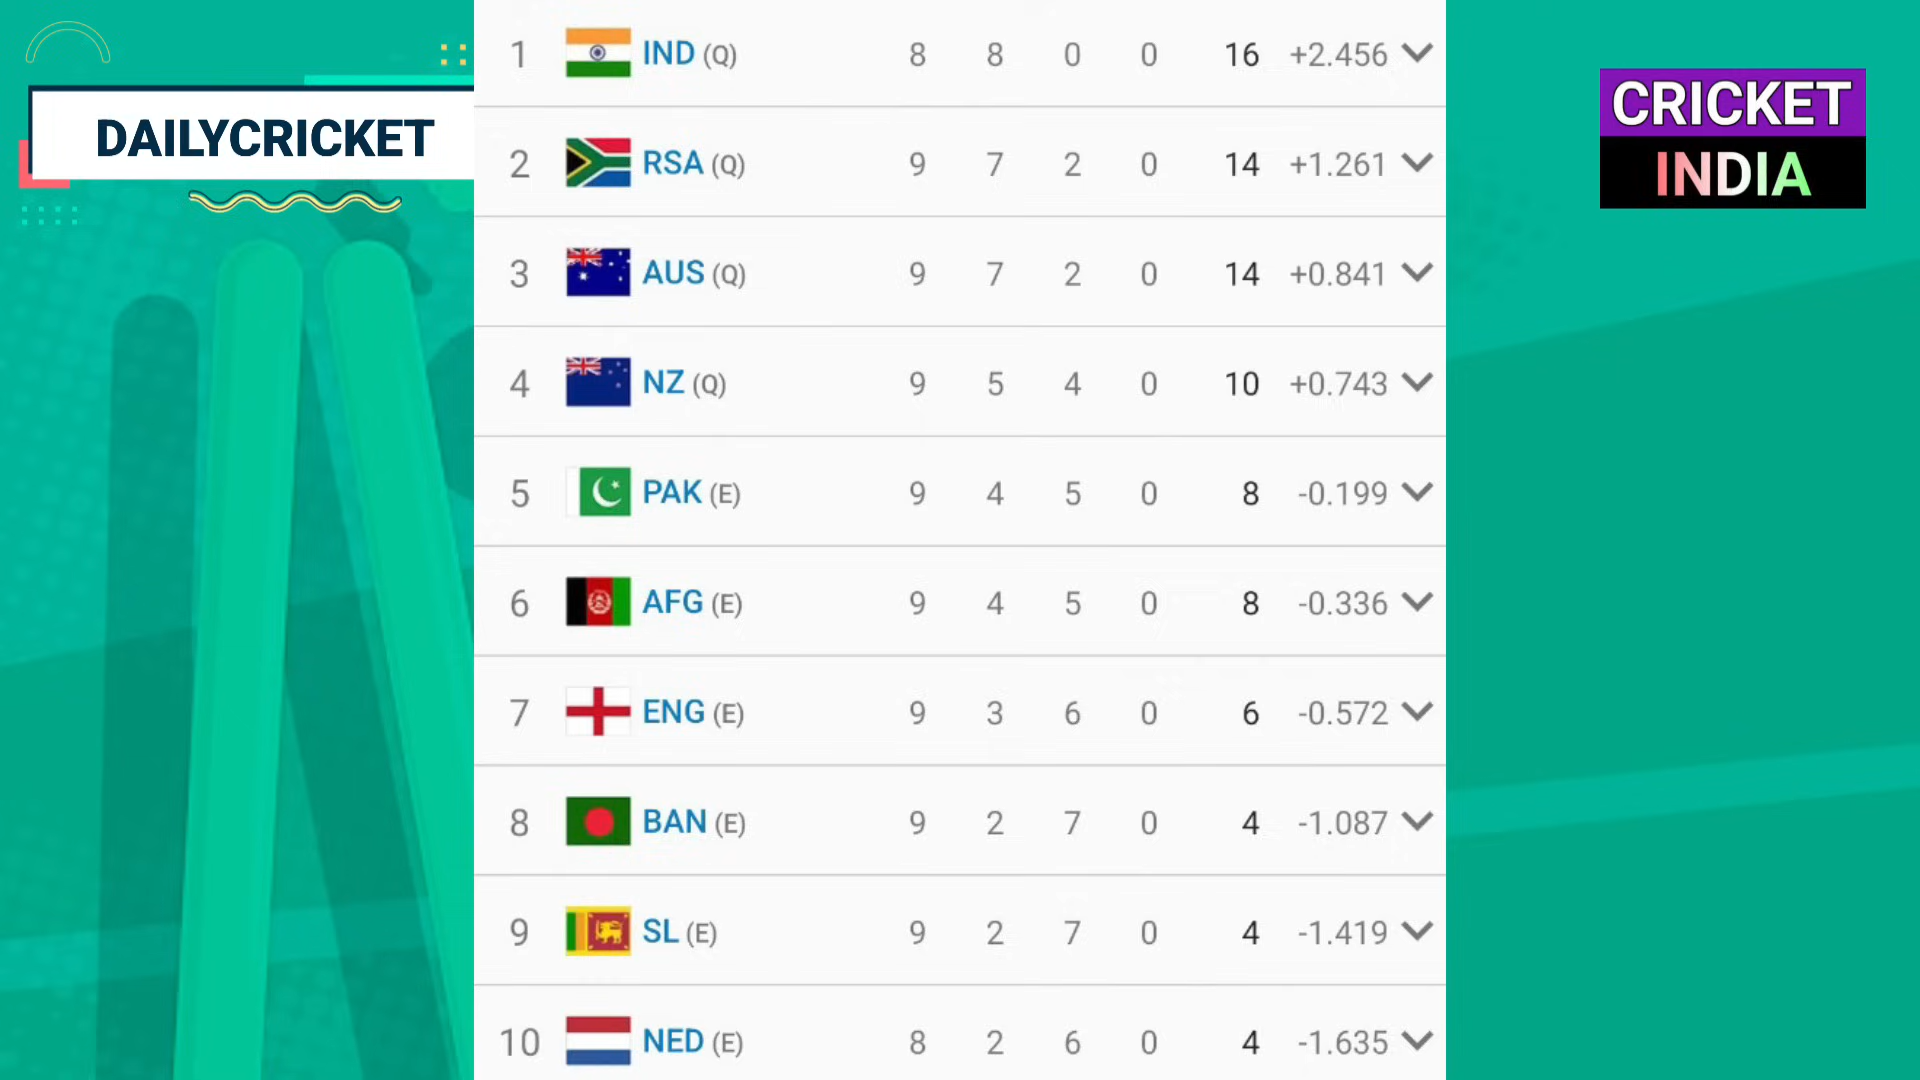 DAILYCRICKET
CRICKET
INDIA
1 IND (Q) 8 8 0 0 16 +2.456
2 RSA (Q) 9 7 2 0 14 +1.261
3 AUS (Q) 9 7 2 0 14 +0.841
4 NZ (Q) 9 5 4 0 10 +0.743
5 PAK (E) 9 4 5 0 8 -0.199
6 AFG (E) 9 4 5 0 8 -0.336
7 ENG (E) 9 3 6 0 6 -0.572
8 BAN (E) 9 2 7 0 4 -1.087
9 SL (E) 9 2 7 0 4 -1.419
10 NED (E) 8 2 6 0 4 -1.635